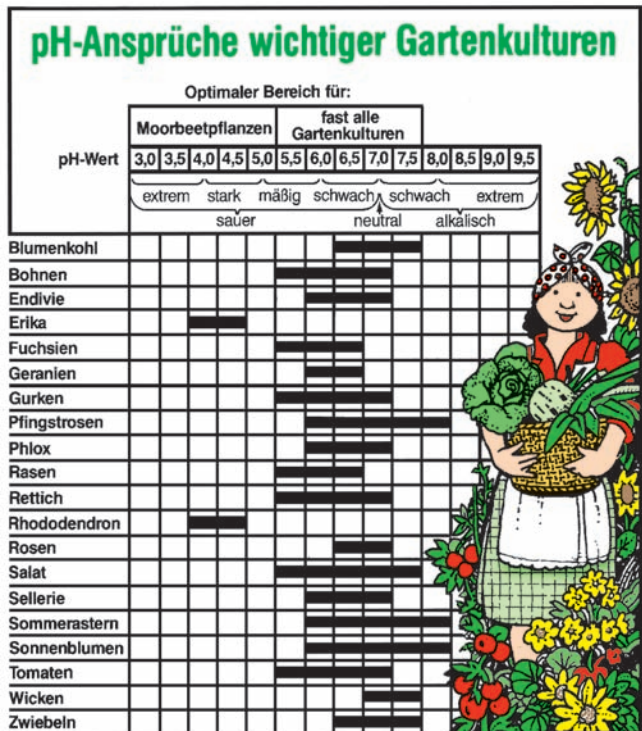 pH-Ansprüche wichtiger Gartenkulturen
Optimaler Bereich für:
Moorbeetpflanzen
fast alle
Gartenkulturen
pH-Wert 3,0 3,5 4,0 4,5 5,0 5,5 6,0 6,5 7,0 7,5 8,0 8,5 9,0 9,5
extrem stark mäßig schwach schwach extrem
sauer neutral alkalisch
Blumenkohl
Bohnen
Endivie
Erika
Fuchsien
Geranien
Gurken
Pfingstrosen
Phlox
Rasen
Rettich
Rhododendron
Rosen
Salat
Sellerie
Sommerastern
Sonnenblumen
Tomaten
Wicken
Zwiebeln